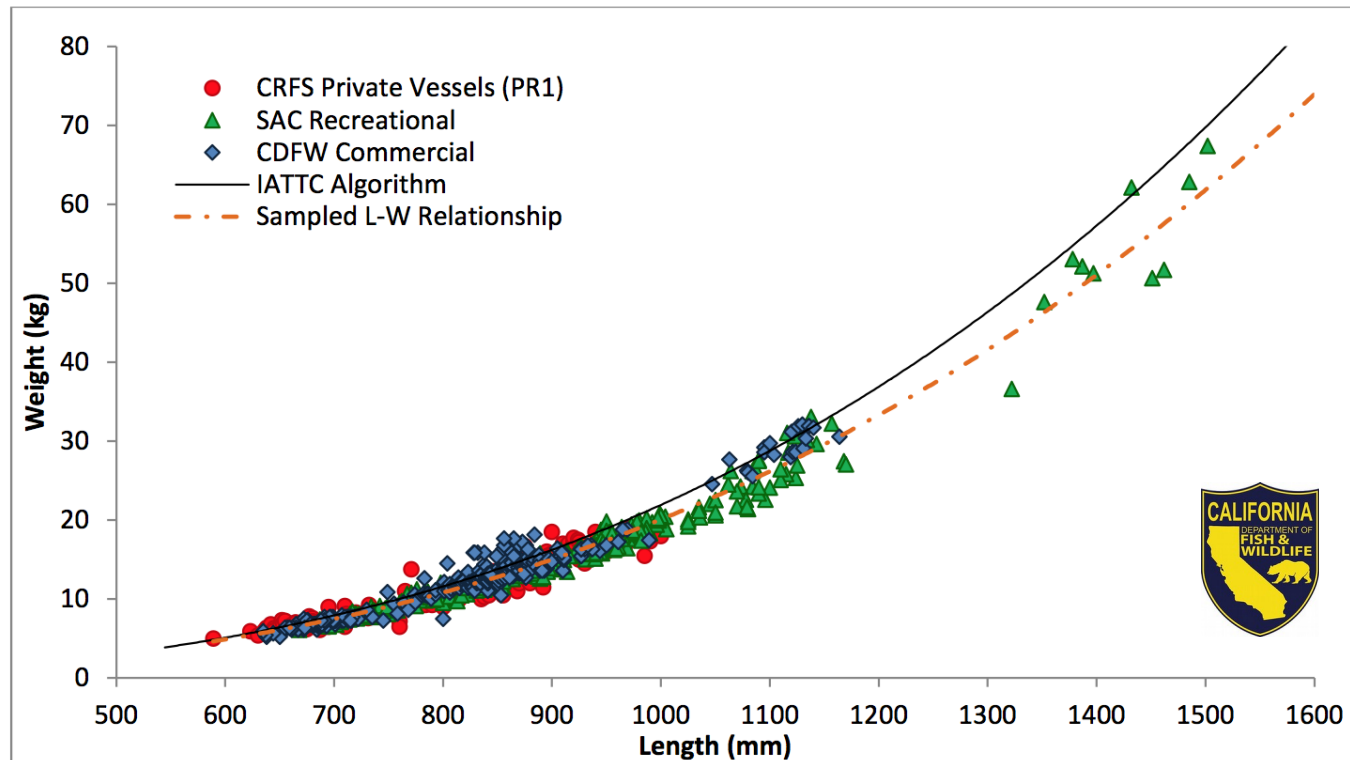 80
70
60
50
40
30
20
10
0
Weight (kg)
CRFS Private Vessels (PR1)
SAC Recreational
CDFW Commercial
IATTC Algorithm
Sampled L-W Relationship
CALIFORNIA
DEPARTMENT OF
FISH &
WILDLIFE
500 600 700 800 900 1000 1100 1200 1300 1400 1500 1600
Length (mm)